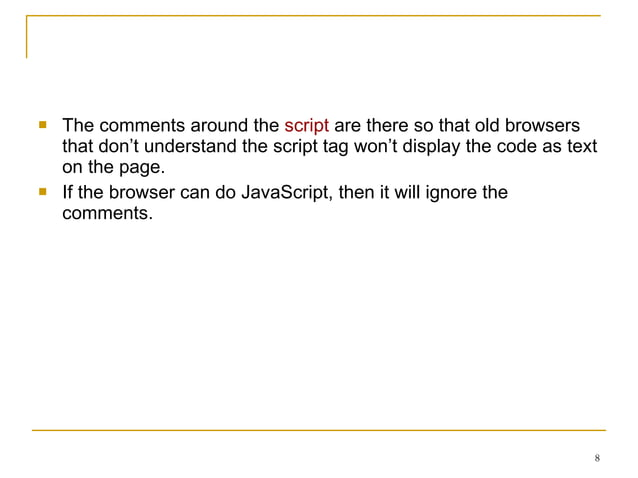 The comments around the script are there so that old browsers
that don’t understand the script tag won’t display the code as text
on the page.
If the browser can do JavaScript, then it will ignore the
comments.
8